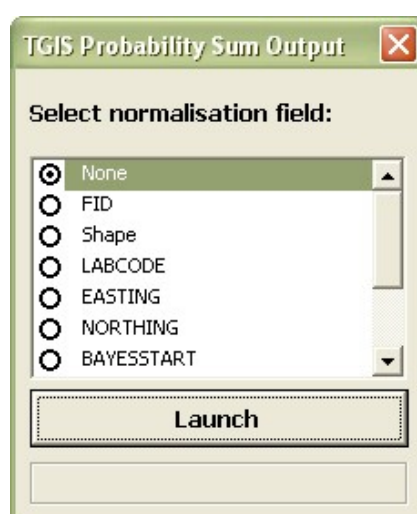 TGIS Probability Sum Output
Select normalisation field:
None
FID
Shape
LABCODE
EASTING
NORTHING
BAYESSTART
Launch